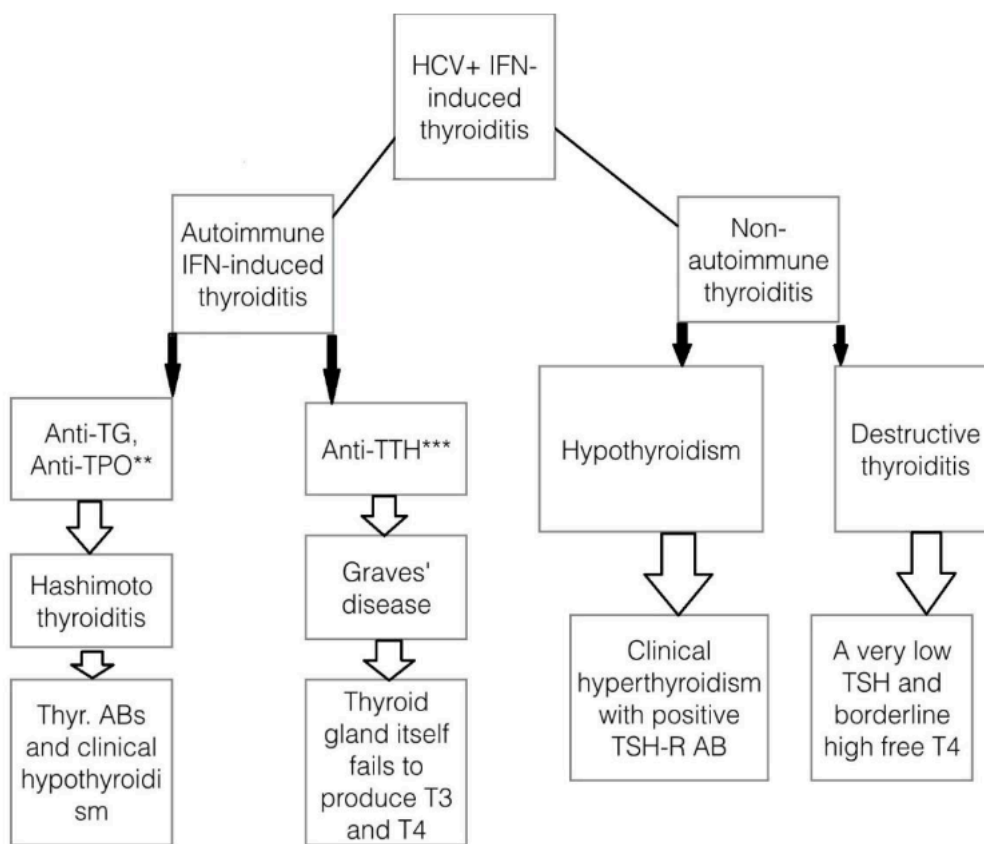 HCV+ IFN-
induced
thyroiditis
Autoimmune
IFN-induced
thyroiditis
Non-
autoimmune
thyroiditis
Anti-TG,
Anti-TPO**
Anti-TTH***
Hypothyroidism
Destructive
thyroiditis
Hashimoto
thyroiditis
Graves'
disease
Thyr. ABs
and clinical
hypothyroidi
sm
Thyroid
gland itself
fails to
produce T3
and T4
Clinical
hyperthyroidism
with positive
TSH-R AB
A very low
TSH and
borderline
high free T4